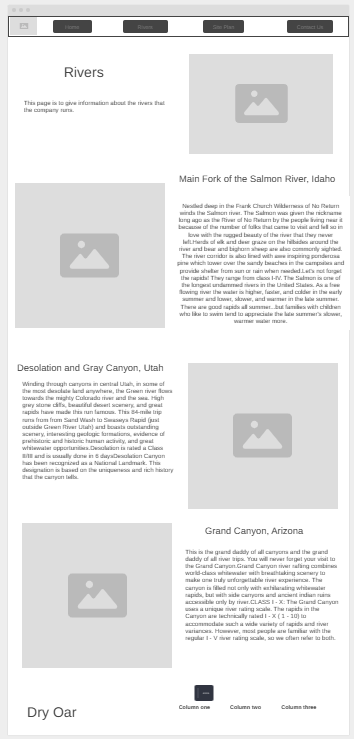 Home Rivers Site Plan Contact Us
Rivers
This page is to give information about the rivers that
the company runs.
Main Fork of the Salmon River, Idaho
Nestled deep in the Frank Church Wilderness of No Return
winds the Salmon river. The Salmon was given the nickname
long ago as the River of No Return by the people living near it
because of the number of folks that came to visit and fell so in
love with the rugged beauty of the river that they never
left.Herds of elk and deer graze on the hillsides around the
river and bear and bighorn sheep are commonly found as well.
The river corridor is also lined with awe inspiring ponderosa
pine which tower over the sandy beaches in the campsites and
provide shelter from sun or rain when needed.Let's not forget
the rapids! They range from class I-IV. The Salmon is one of
the longest undammed rivers in the United States. As a free
flowing over the water is higher, faster, and colder in the early
summer and lower, slower, and warmer in the late summer.
There are good rapids all summer...but families with children
who like to swim tend to appreciate the late summer's slower,
warmer water more.
Desolation and Gray Canyon, Utah
Winding through canyons in central Utah, in some of
the most desolate land anywhere, the Green river flows
towards the mighty Colorado river and the sea. High
grey stone cliffs, beautiful desert scenery, and great
rapids have made this run famous. This 84-mile trip
runs from from Sand Wash to Swaseys Rapid (just
outside Green River Utah) and boasts outstanding
scenery, interesting geologic formations, evidence of
prehistoric and historic human activity, and great
whitewater opportunities.Desolation is rated a Class
II/III and is usually done in 6 daysDesolation Canyon
has been recognized as a National Landmark. This
designation is based on the uniqueness and rich history
that the canyon tells.
Grand Canyon, Arizona
This is the grand daddy of all canyons and the grand
daddy of all river trips. You will never forget your visit to
the Grand Canyon.Grand Canyon river rafting combines
world-class whitewater with breathtaking scenery to
make one truly unforgettable river experience. The
canyon is filled not only with exhilarating whitewater
rapids, but with side canyons and ancient indian ruins
accessible only by river.CLASS I - X: The Grand Canyon
uses a unique river rating scale. The rapids in the
Canyon are technically rated I - X ( 1 - 10) to
accommodate such a wide variety of rapids and river
variances. However, most people are familiar with the
regular I - V river rating scale, so we often refer to both.
Dry Oar
Column one Column two Column three